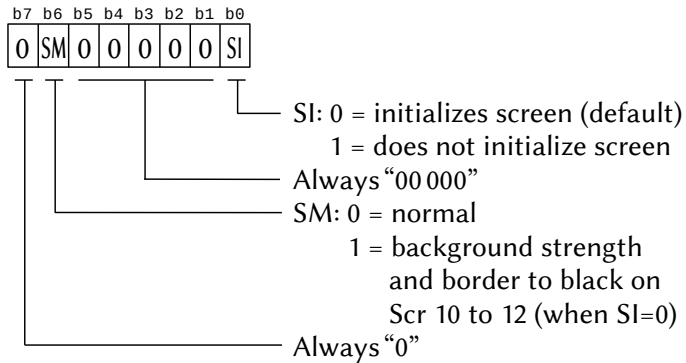 b7 b6 b5 b4 b3 b2 b1 b0
0 SM 0 0 0 0 0 SI
SI: 0 = initializes screen (default)
1 = does not initialize screen
Always “00 000”
SM: 0 = normal
1 = background strength
and border to black on
Scr 10 to 12 (when SI=0)
Always “0”